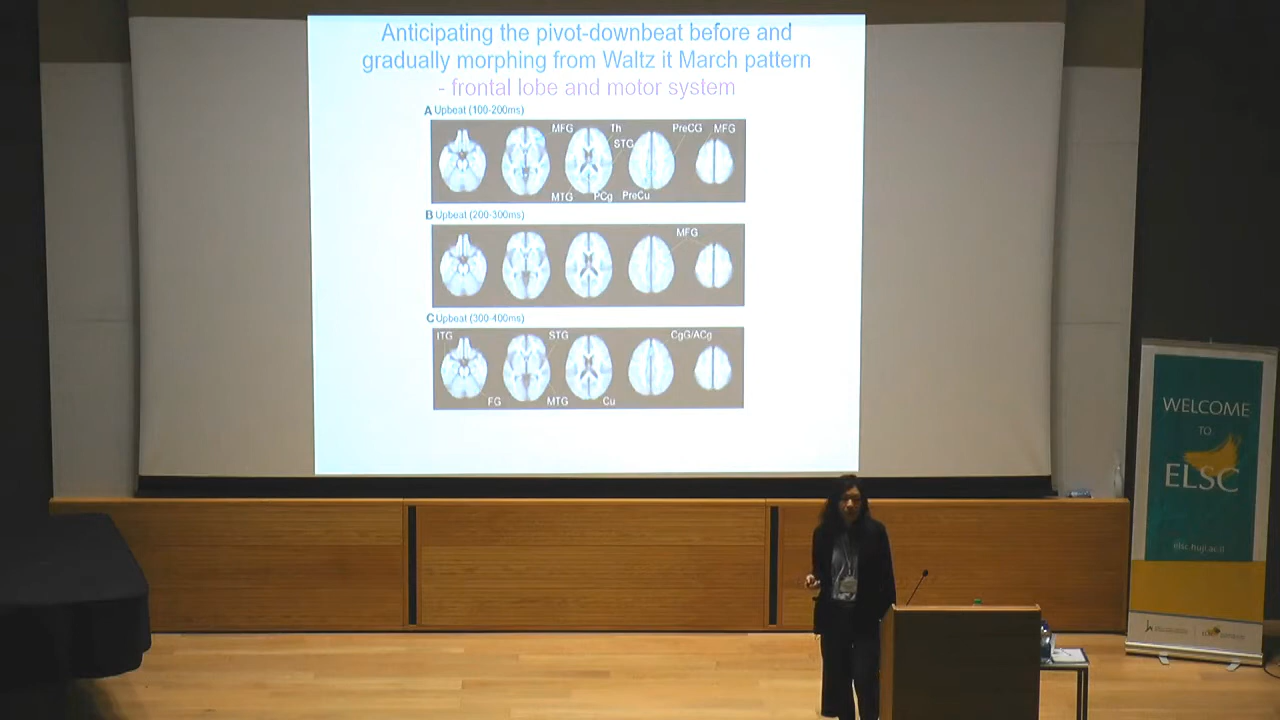 Anticipating the pivot-downbeat before and
gradually morphing from Waltz it March pattern
- frontal lobe and motor system
A Upbeat (100-200ms)
MFG Th PreCG MFG
STG
MTG PCg PreCu
B Upbeat (200-300ms)
MFG
C Upbeat (300-400ms)
ITG STG CgG/ACg
FG MTG Cu
WELCOME
TO
ELSC
elsc.huji.ac.il